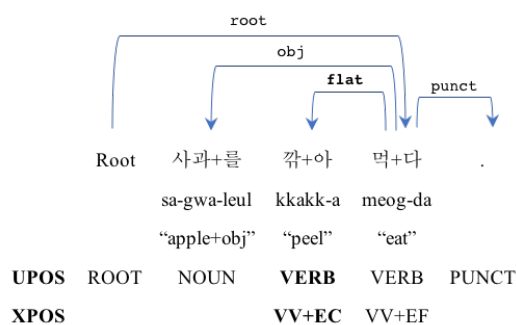 root
obj
flat
punct
Root 사과+를 깎+아 먹+다 .
sa-gwa-leul kkakk-a meog-da
“apple+obj” “peel” “eat”
UPOS ROOT NOUN VERB VERB PUNCT
XPOS VV+EC VV+EF